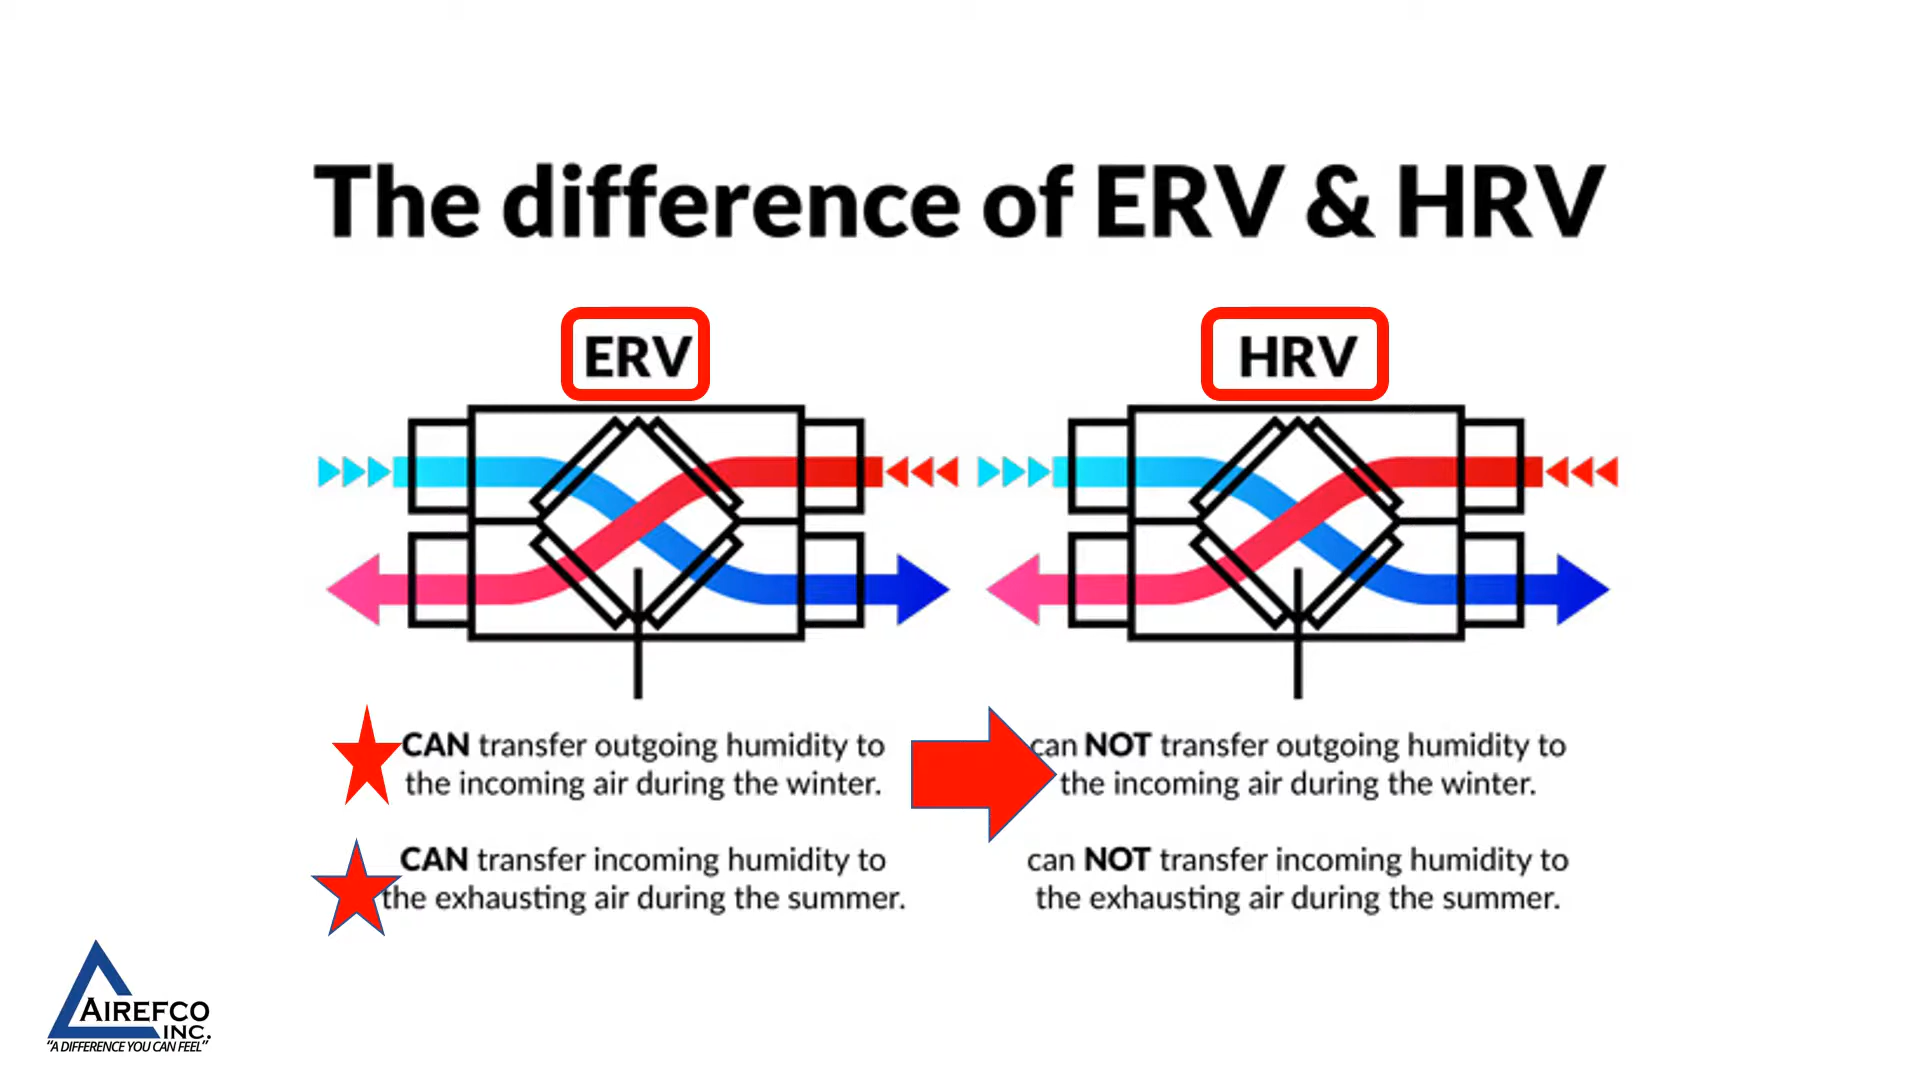 The difference of ERV & HRV
ERV
HRV
CAN transfer outgoing humidity to
the incoming air during the winter.
CAN transfer incoming humidity to
the exhausting air during the summer.
can NOT transfer outgoing humidity to
the incoming air during the winter.
can NOT transfer incoming humidity to
the exhausting air during the summer.
AIREFCO
INC.
"A DIFFERENCE YOU CAN FEEL"